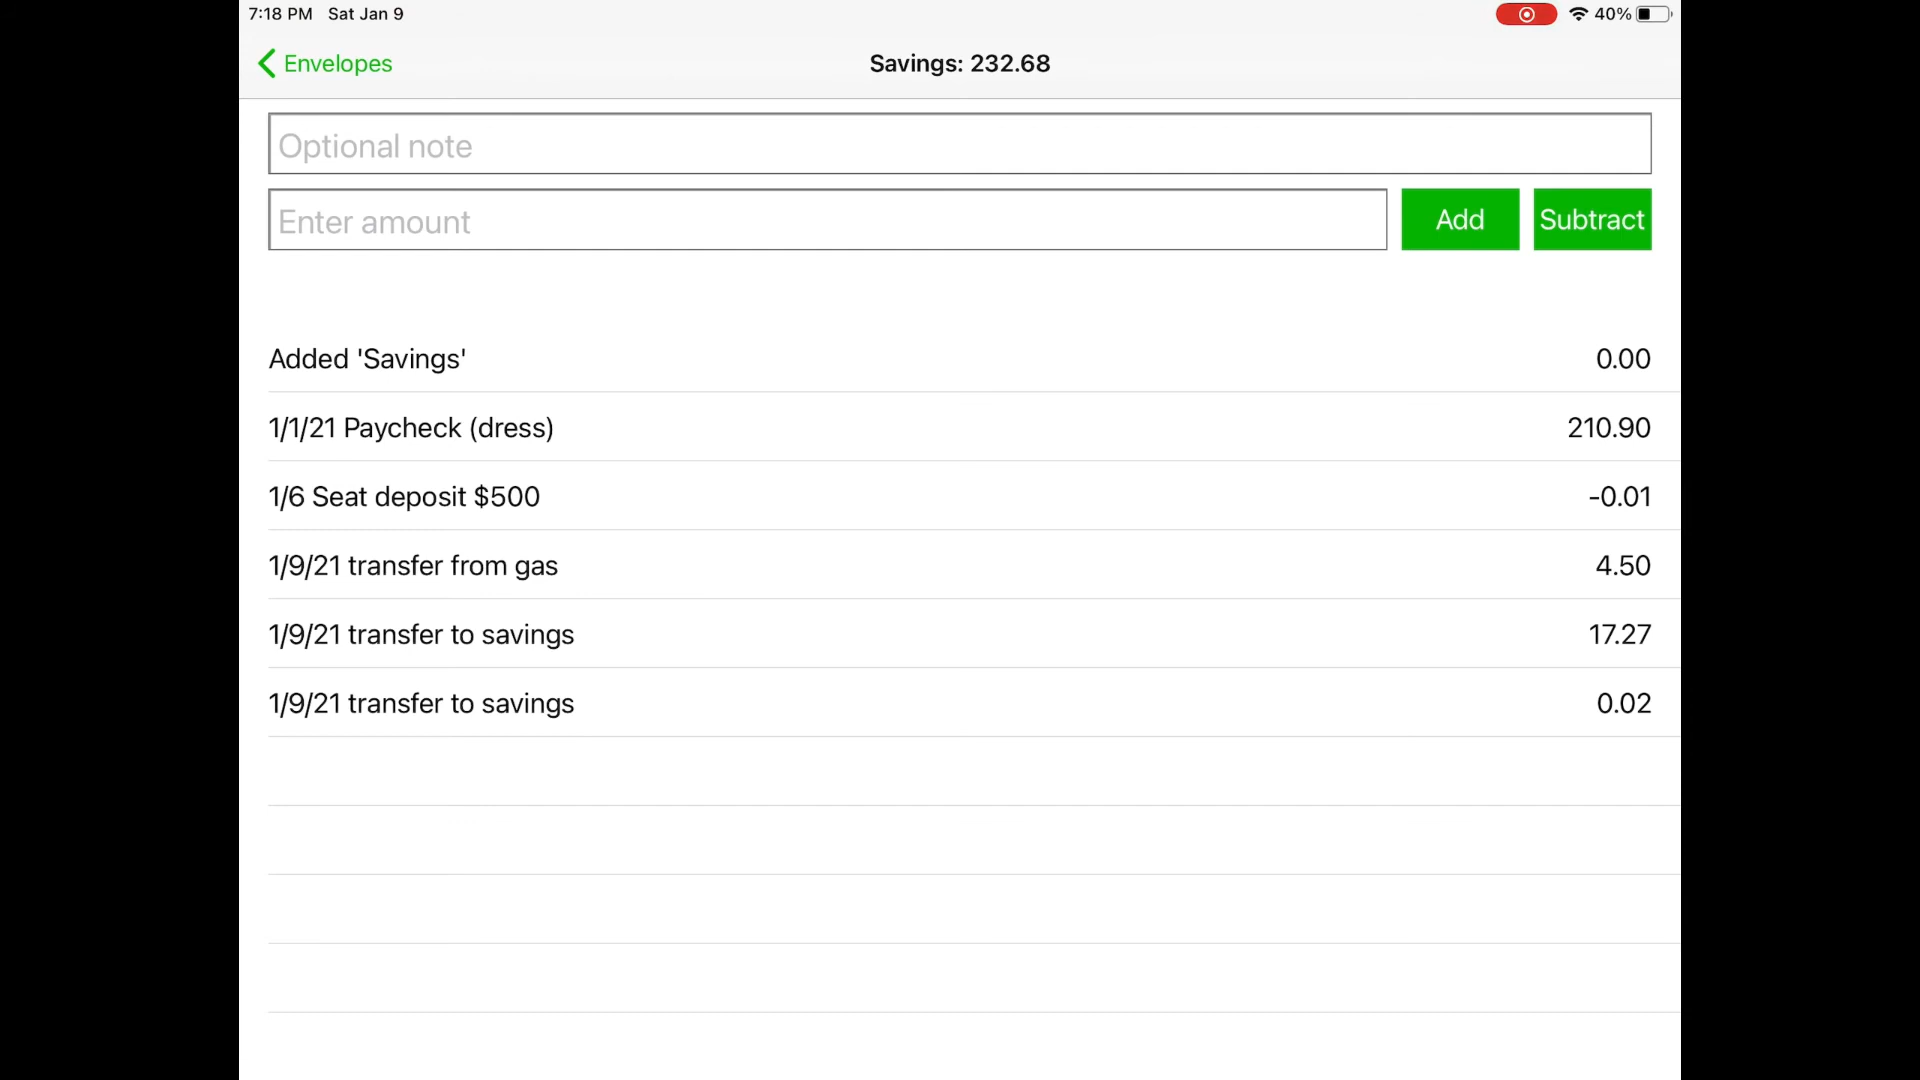 7:18 PM Sat Jan 9 40%
Envelopes Savings: 232.68
Optional note
Enter amount Add Subtract
Added 'Savings' 0.00
1/1/21 Paycheck (dress) 210.90
1/6 Seat deposit $500 -0.01
1/9/21 transfer from gas 4.50
1/9/21 transfer to savings 17.27
1/9/21 transfer to savings 0.02